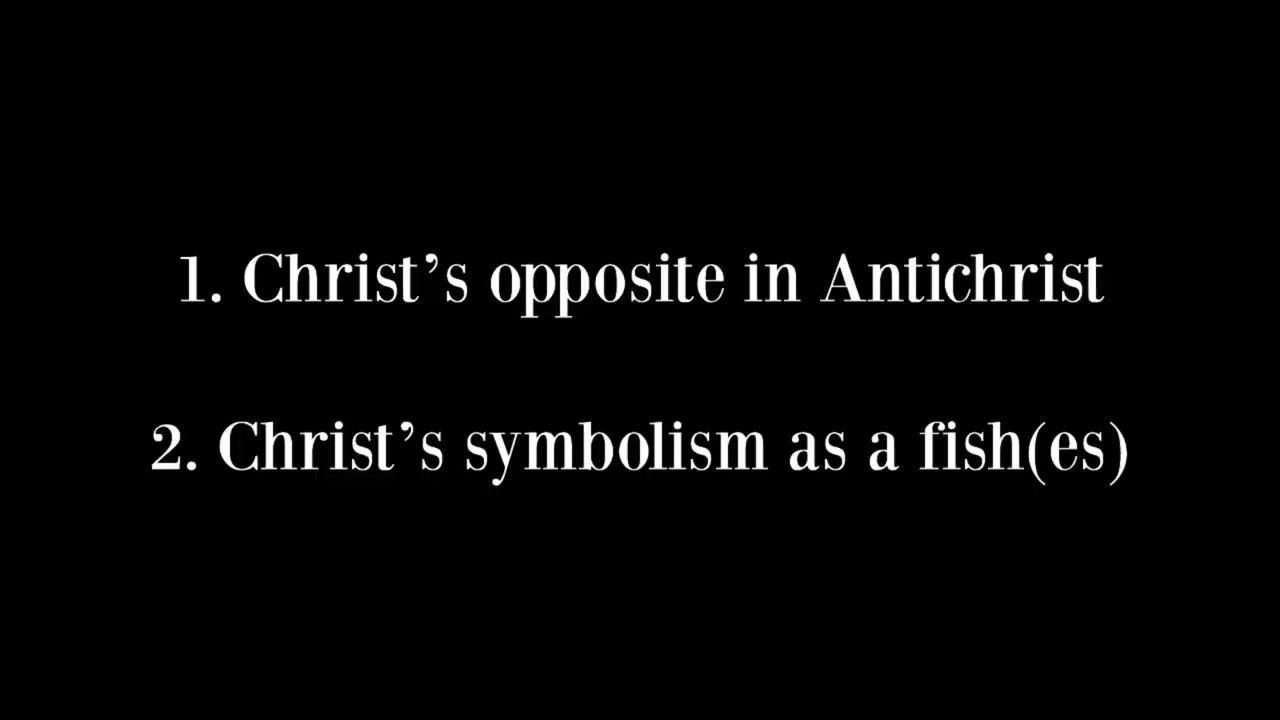 1. Christ’s opposite in Antichrist
2. Christ’s symbolism as a fish(es)